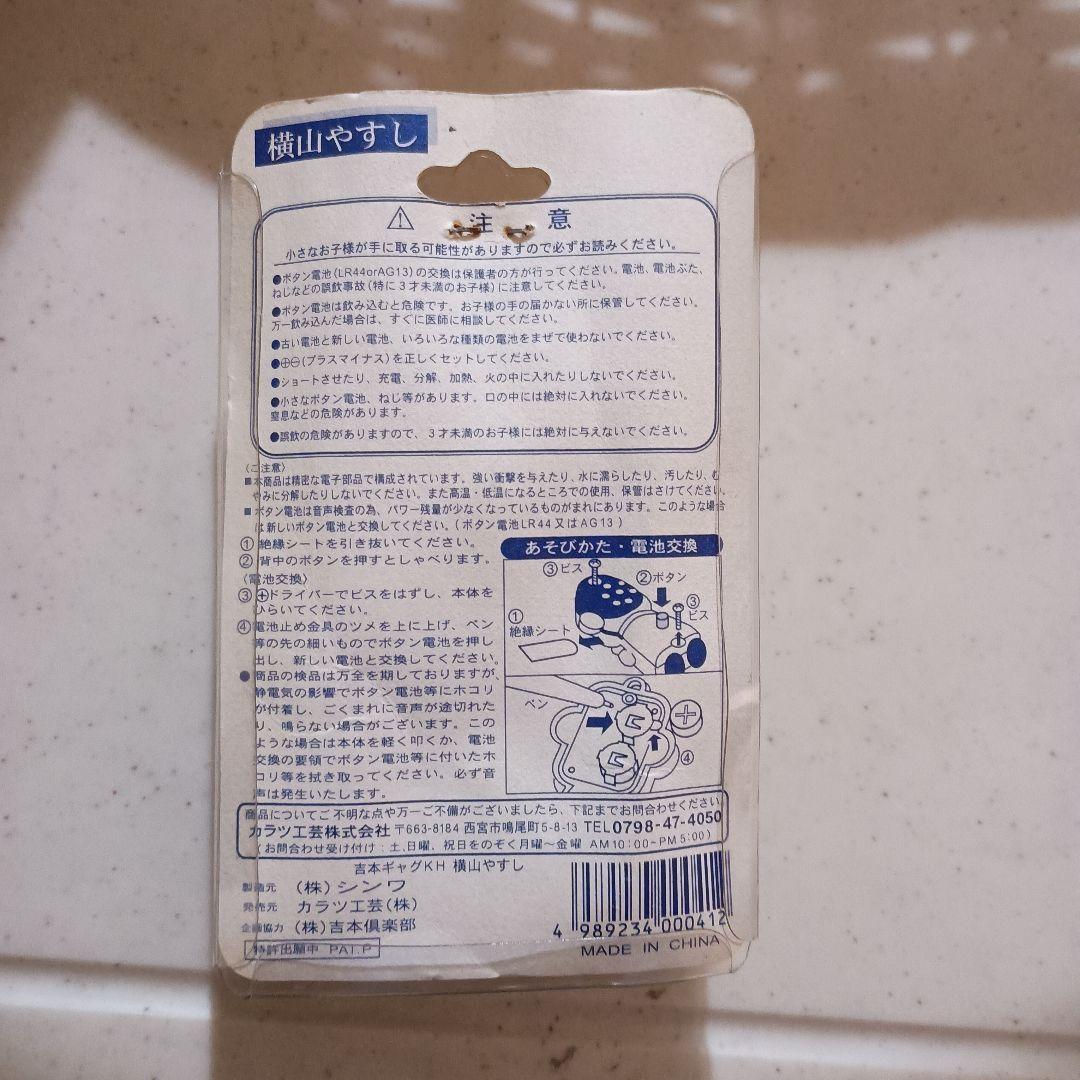 横山やすし
⚠ 注 意
小さなお子様が手に取る可能性がありますので必ずお読みください。
●ボタン電池(LR44orAG13)の交換は保護者の方が行ってください。電池、電池ぶた、
ねじなどの誤飲事故(特に3才未満のお子様)に注意してください。
●ボタン電池は飲み込むと危険です。お子様の手の届かない所に保管してください。
万一飲み込んだ場合は、すぐに医師に相談してください。
●古い電池と新しい電池、いろいろな種類の電池をまぜて使わないでください。
●⊕⊖(プラスマイナス)を正しくセットしてください。
●ショートさせたり、充電、分解、加熱、火の中に入れたりしないでください。
●小さなボタン電池、ねじ等があります。口の中には絶対に入れないでください。
窒息などの危険があります。
●誤飲の危険がありますので、3才未満のお子様には絶対に与えないでください。
〈ご注意〉
■本商品は精密な電子部品で構成されています。強い衝撃を与えたり、水に濡らしたり、汚したり、む
やみに分解したりしないでください。また高温・低温になるところでの使用、保管はさけてください。
■ボタン電池は音声検査の為、パワー残量が少なくなっているものがまれにあります。このような場合
は新しいボタン電池と交換してください。(ボタン電池LR44又はAG13)
①絶縁シートを引き抜いてください。
②背中のボタンを押すとしゃべります。
〈電池交換〉
③⊕ドライバーでビスをはずし、本体を
ひらいてください。
④電池止め金具のツメを上に上げ、ペン
等の先の細いものでボタン電池を押し
出し、新しい電池と交換してください。
●商品の検品は万全を期しておりますが、
静電気の影響でボタン電池等にホコリ
が付着し、ごくまれに音声が途切れた
り、鳴らない場合がございます。この
ような場合は本体を軽く叩くか、電池
交換の要領でボタン電池等に付いたホ
コリ等を拭き取ってください。必ず音
声は発生いたします。
あそびかた・電池交換
③ビス
②ボタン
③
ビス
①
絶縁シート
ペン
④
商品についてご不明な点や万一ご不備がございましたら、下記までお問合わせください。
カラツ工芸株式会社 〒663-8184 西宮市鳴尾町5-8-13 TEL0798-47-4050
(お問合わせ受け付け:土、日曜、祝日をのぞく月曜〜金曜 AM10:00~PM5:00)
吉本ギャグKH 横山やすし
製造元 (株)シンワ
発売元 カラツ工芸(株)
企画協力 (株)吉本倶楽部
特許出願中 PAT.P
4 989234 000412
MADE IN CHINA